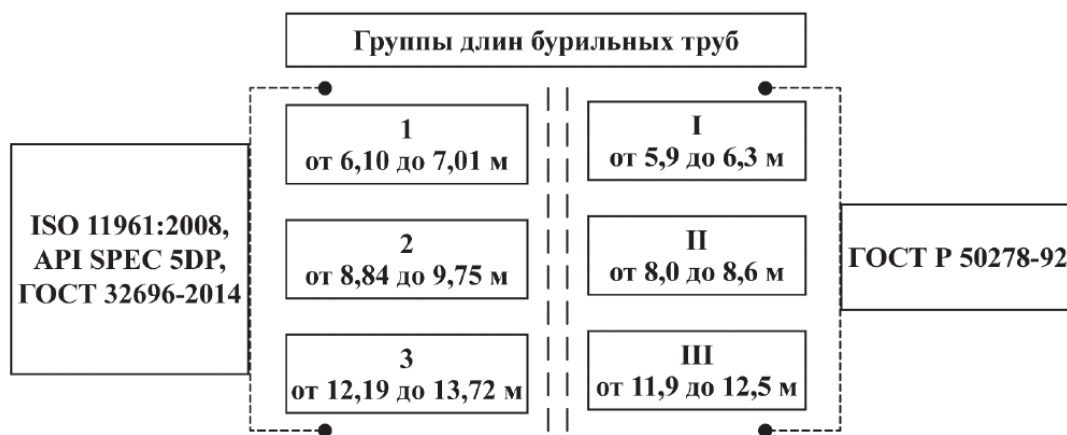 Группы длин бурильных труб
ISO 11961:2008,
API SPEC 5DP,
ГОСТ 32696-2014
1
от 6,10 до 7,01 м
2
от 8,84 до 9,75 м
3
от 12,19 до 13,72 м
I
от 5,9 до 6,3 м
II
от 8,0 до 8,6 м
III
от 11,9 до 12,5 м
ГОСТ Р 50278-92